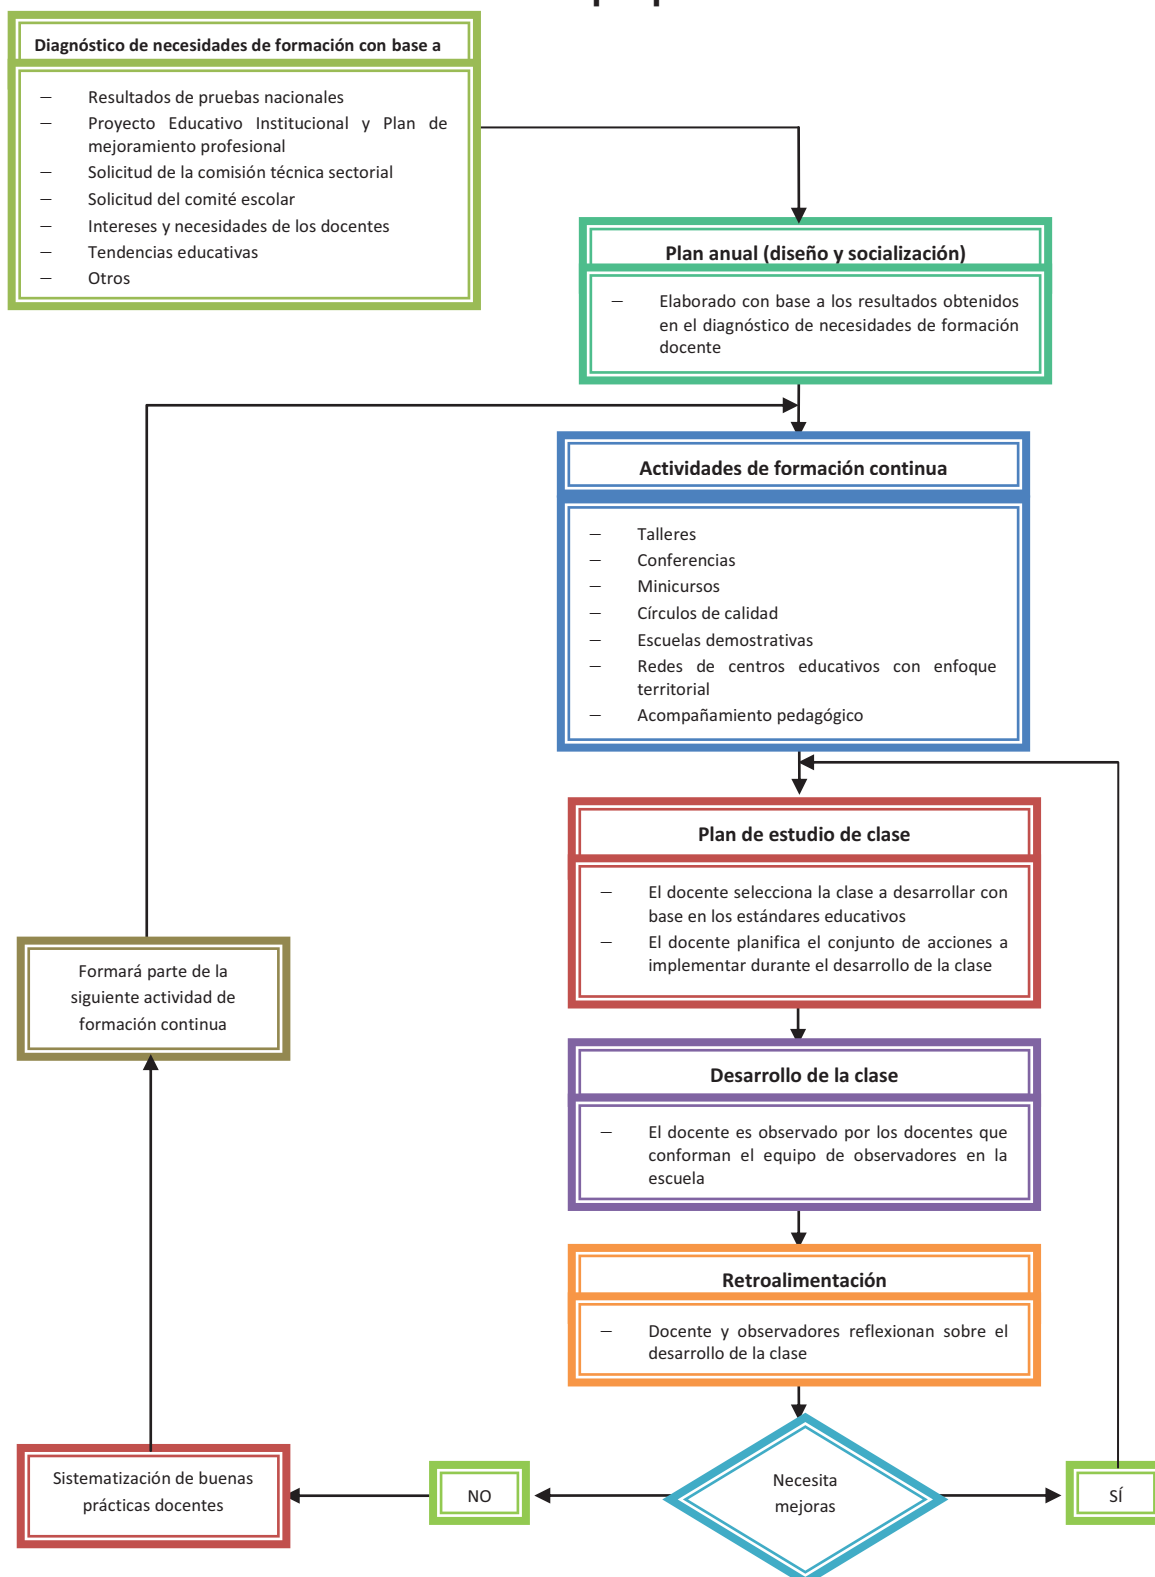 Diagnóstico de necesidades de formación con base a
– Resultados de pruebas nacionales
– Proyecto Educativo Institucional y Plan de
mejoramiento profesional
– Solicitud de la comisión técnica sectorial
– Solicitud del comité escolar
– Intereses y necesidades de los docentes
– Tendencias educativas
– Otros
Plan anual (diseño y socialización)
– Elaborado con base a los resultados obtenidos
en el diagnóstico de necesidades de formación
docente
Actividades de formación continua
– Talleres
– Conferencias
– Minicursos
– Círculos de calidad
– Escuelas demostrativas
– Redes de centros educativos con enfoque
territorial
– Acompañamiento pedagógico
Plan de estudio de clase
– El docente selecciona la clase a desarrollar con
base en los estándares educativos
– El docente planifica el conjunto de acciones a
implementar durante el desarrollo de la clase
Formará parte de la
siguiente actividad de
formación continua
Desarrollo de la clase
– El docente es observado por los docentes que
conforman el equipo de observadores en la
escuela
Retroalimentación
– Docente y observadores reflexionan sobre el
desarrollo de la clase
Sistematización de buenas
prácticas docentes
NO
Necesita
mejoras
SÍ